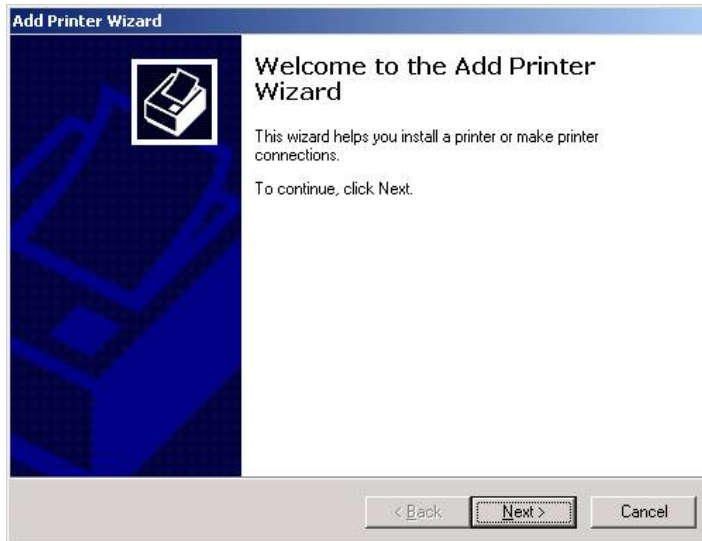 Add Printer Wizard
Welcome to the Add Printer
Wizard
This wizard helps you install a printer or make printer
connections.
To continue, click Next.
< Back
Next >
Cancel